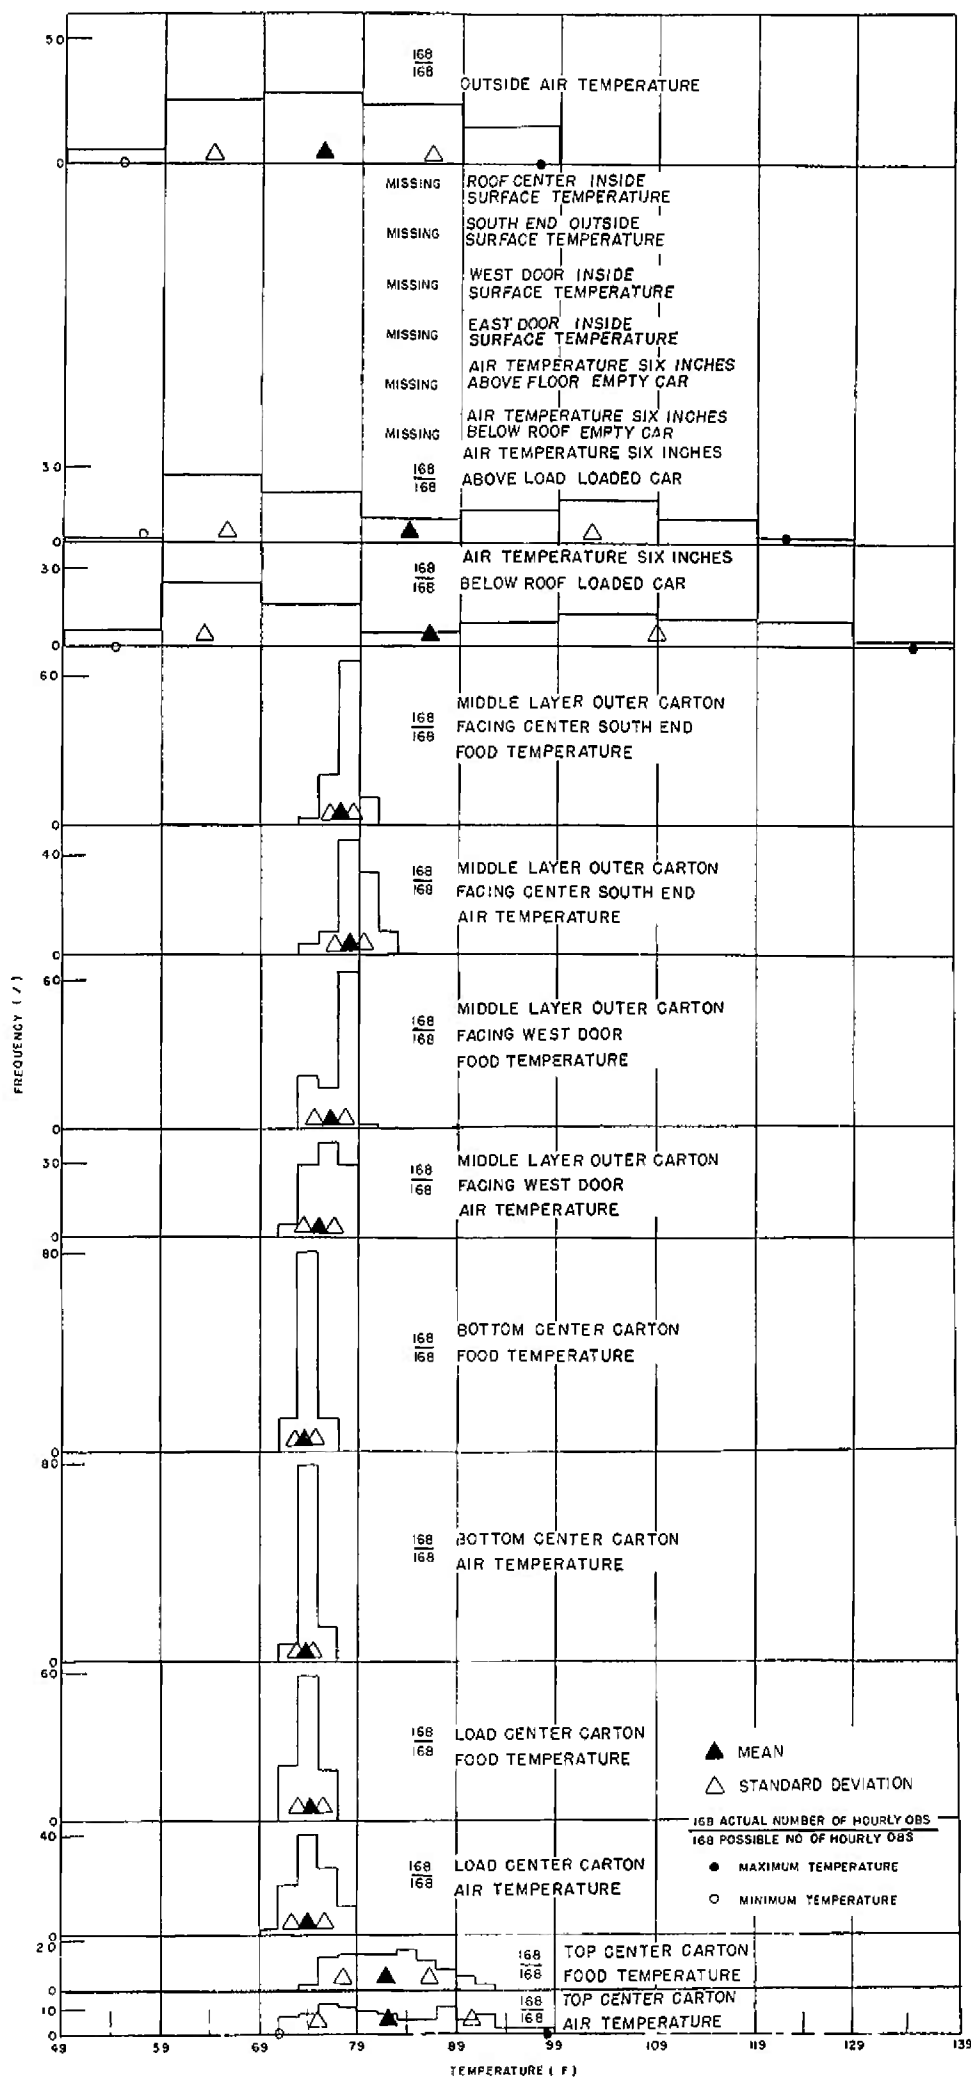 50
168
168
OUTSIDE AIR TEMPERATURE
0
MISSING
ROOF CENTER INSIDE
SURFACE TEMPERATURE
MISSING
SOUTH END OUTSIDE
SURFACE TEMPERATURE
MISSING
WEST DOOR INSIDE
SURFACE TEMPERATURE
MISSING
EAST DOOR INSIDE
SURFACE TEMPERATURE
MISSING
AIR TEMPERATURE SIX INCHES
ABOVE FLOOR EMPTY CAR
MISSING
AIR TEMPERATURE SIX INCHES
BELOW ROOF EMPTY CAR
30
168
168
AIR TEMPERATURE SIX INCHES
ABOVE LOAD LOADED CAR
0
30
168
168
AIR TEMPERATURE SIX INCHES
BELOW ROOF LOADED CAR
0
60
168
168
MIDDLE LAYER OUTER CARTON
FACING CENTER SOUTH END
FOOD TEMPERATURE
0
40
168
168
MIDDLE LAYER OUTER CARTON
FACING CENTER SOUTH END
AIR TEMPERATURE
0
FREQUENCY (/)
60
168
168
MIDDLE LAYER OUTER CARTON
FACING WEST DOOR
FOOD TEMPERATURE
0
30
168
168
MIDDLE LAYER OUTER CARTON
FACING WEST DOOR
AIR TEMPERATURE
0
80
168
168
BOTTOM CENTER CARTON
FOOD TEMPERATURE
0
80
168
168
BOTTOM CENTER CARTON
AIR TEMPERATURE
0
60
168
168
LOAD CENTER CARTON
FOOD TEMPERATURE
0
MEAN
STANDARD DEVIATION
168 ACTUAL NUMBER OF HOURLY OBS
168 POSSIBLE NO OF HOURLY OBS
MAXIMUM TEMPERATURE
MINIMUM TEMPERATURE
40
168
168
LOAD CENTER CARTON
AIR TEMPERATURE
0
20
168
168
TOP CENTER CARTON
FOOD TEMPERATURE
0
10
168
168
TOP CENTER CARTON
AIR TEMPERATURE
0
49 59 69 79 89 99 109 119 129 139
TEMPERATURE ( F )